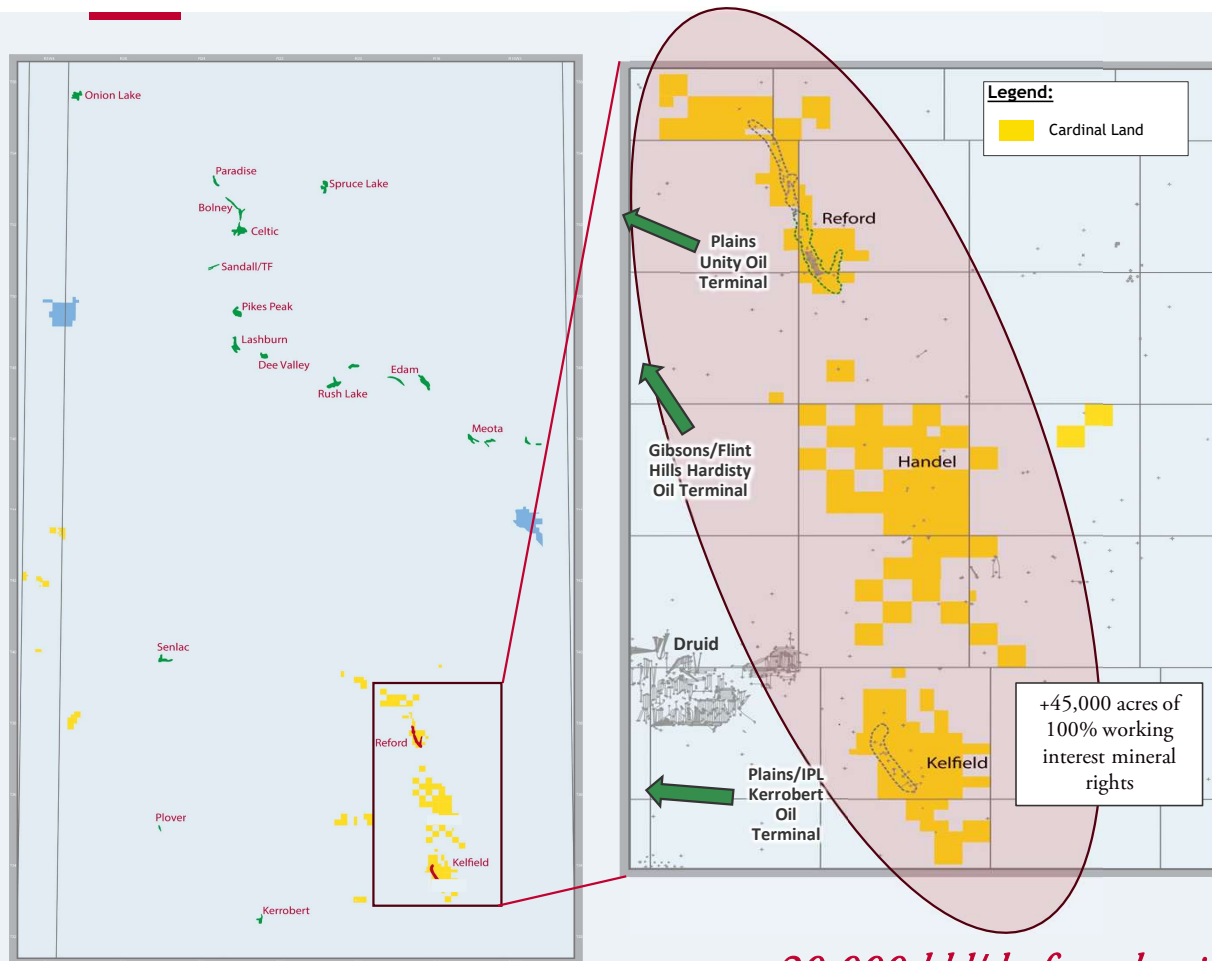 Onion Lake
Paradise
Spruce Lake
Bolney
Celtic
Sandall/TF
Pikes Peak
Lashburn
Dee Valley
Edam
Rush Lake
Meota
Senlac
Reford
Plover
Kelfield
Kerrobert
Legend:
Cardinal Land
Reford
Plains
Unity Oil
Terminal
Gibsons/Flint
Hills Hardisty
Oil Terminal
Handel
Druid
+45,000 acres of
100% working
interest mineral
rights
Kelfield
Plains/IPL
Kerrobert
Oil
Terminal